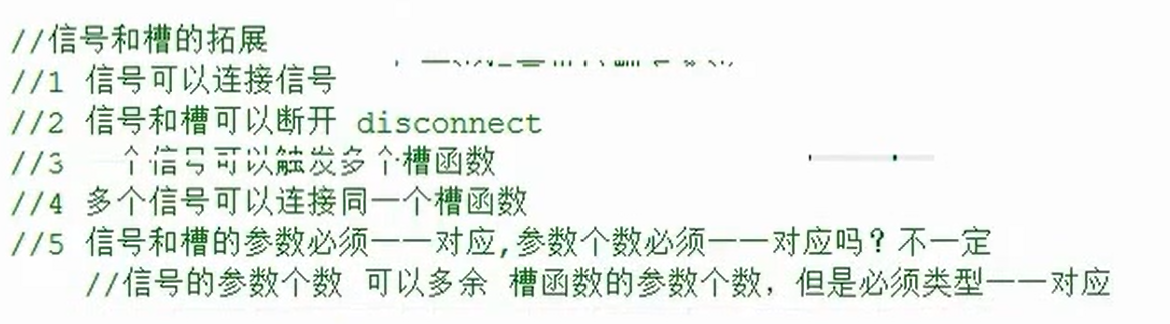 //信号和槽的拓展
//1 信号可以连接信号
//2 信号和槽可以断开 disconnect
//3 一个信号可以触发多个槽函数
//4 多个信号可以连接同一个槽函数
//5 信号和槽的参数必须一一对应,参数个数必须一一对应吗？不一定
//信号的参数个数 可以多余 槽函数的参数个数，但是必须类型一一对应